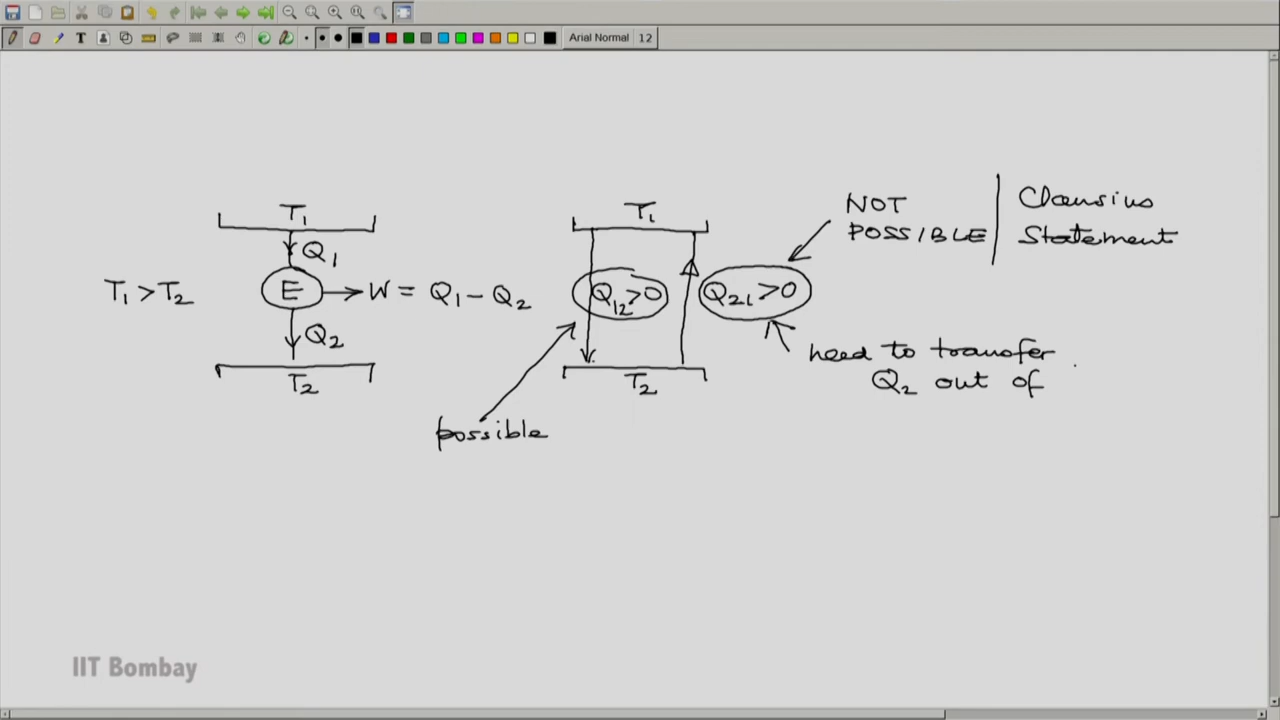 Arial Normal 12
NOT
POSSIBLE
Clausius
Statement
T1
Q1
T1 > T2
E
W = Q1 - Q2
Q2
T2
T1
Q12 > 0
Q21 > 0
T2
need to transfer
Q2 out of
possible
IIT Bombay